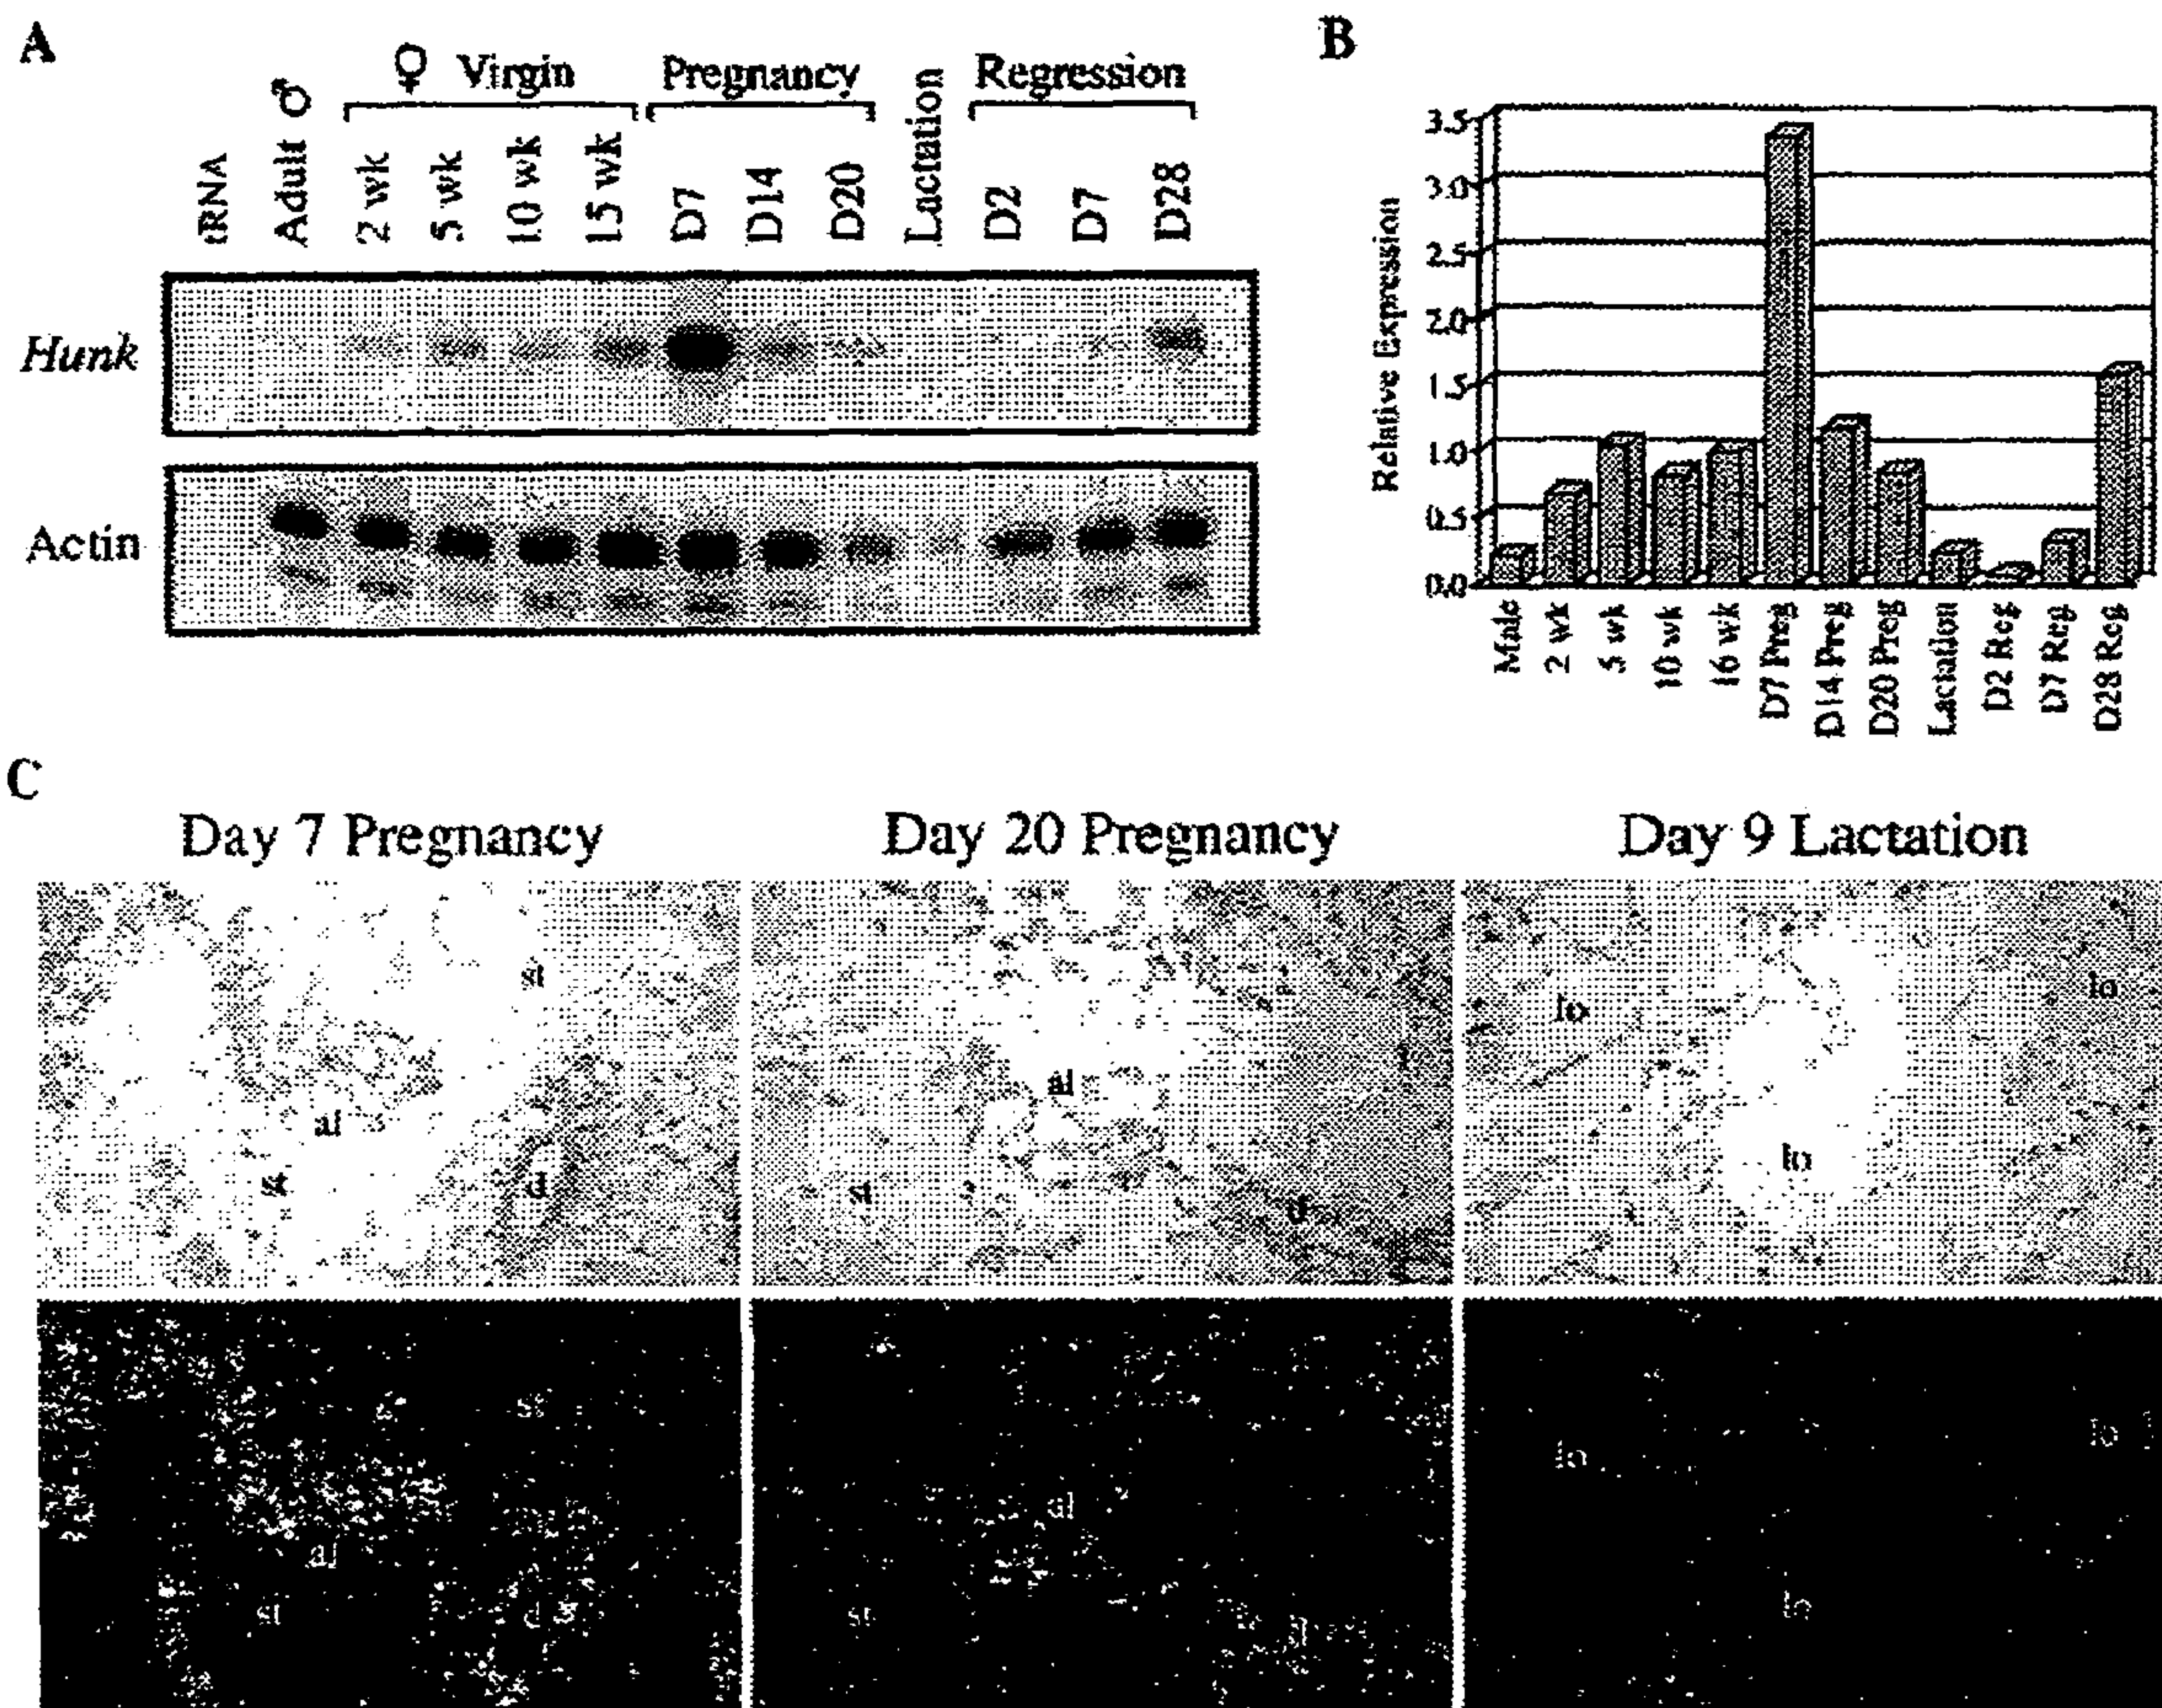 A
♂ ♀ Virgin Pregnancy Regression
tRNA
Adult ♂
2 wk
5 wk
10 wk
15 wk
D7
D14
D20
Lactation
D2
D7
D28
Hunk
Actin
B
Relative Expression
3.5
3.0
2.5
2.0
1.5
1.0
0.5
0.0
Male
2 wk
5 wk
10 wk
16 wk
D7 Preg
D14 Preg
D20 Preg
Lactation
D2 Reg
D7 Reg
D28 Reg
C
Day 7 Pregnancy
Day 20 Pregnancy
Day 9 Lactation
st
al
st
d
al
st
d
lo
lo
lo
st
al
st
d
al
st
d
lo
lo
lo